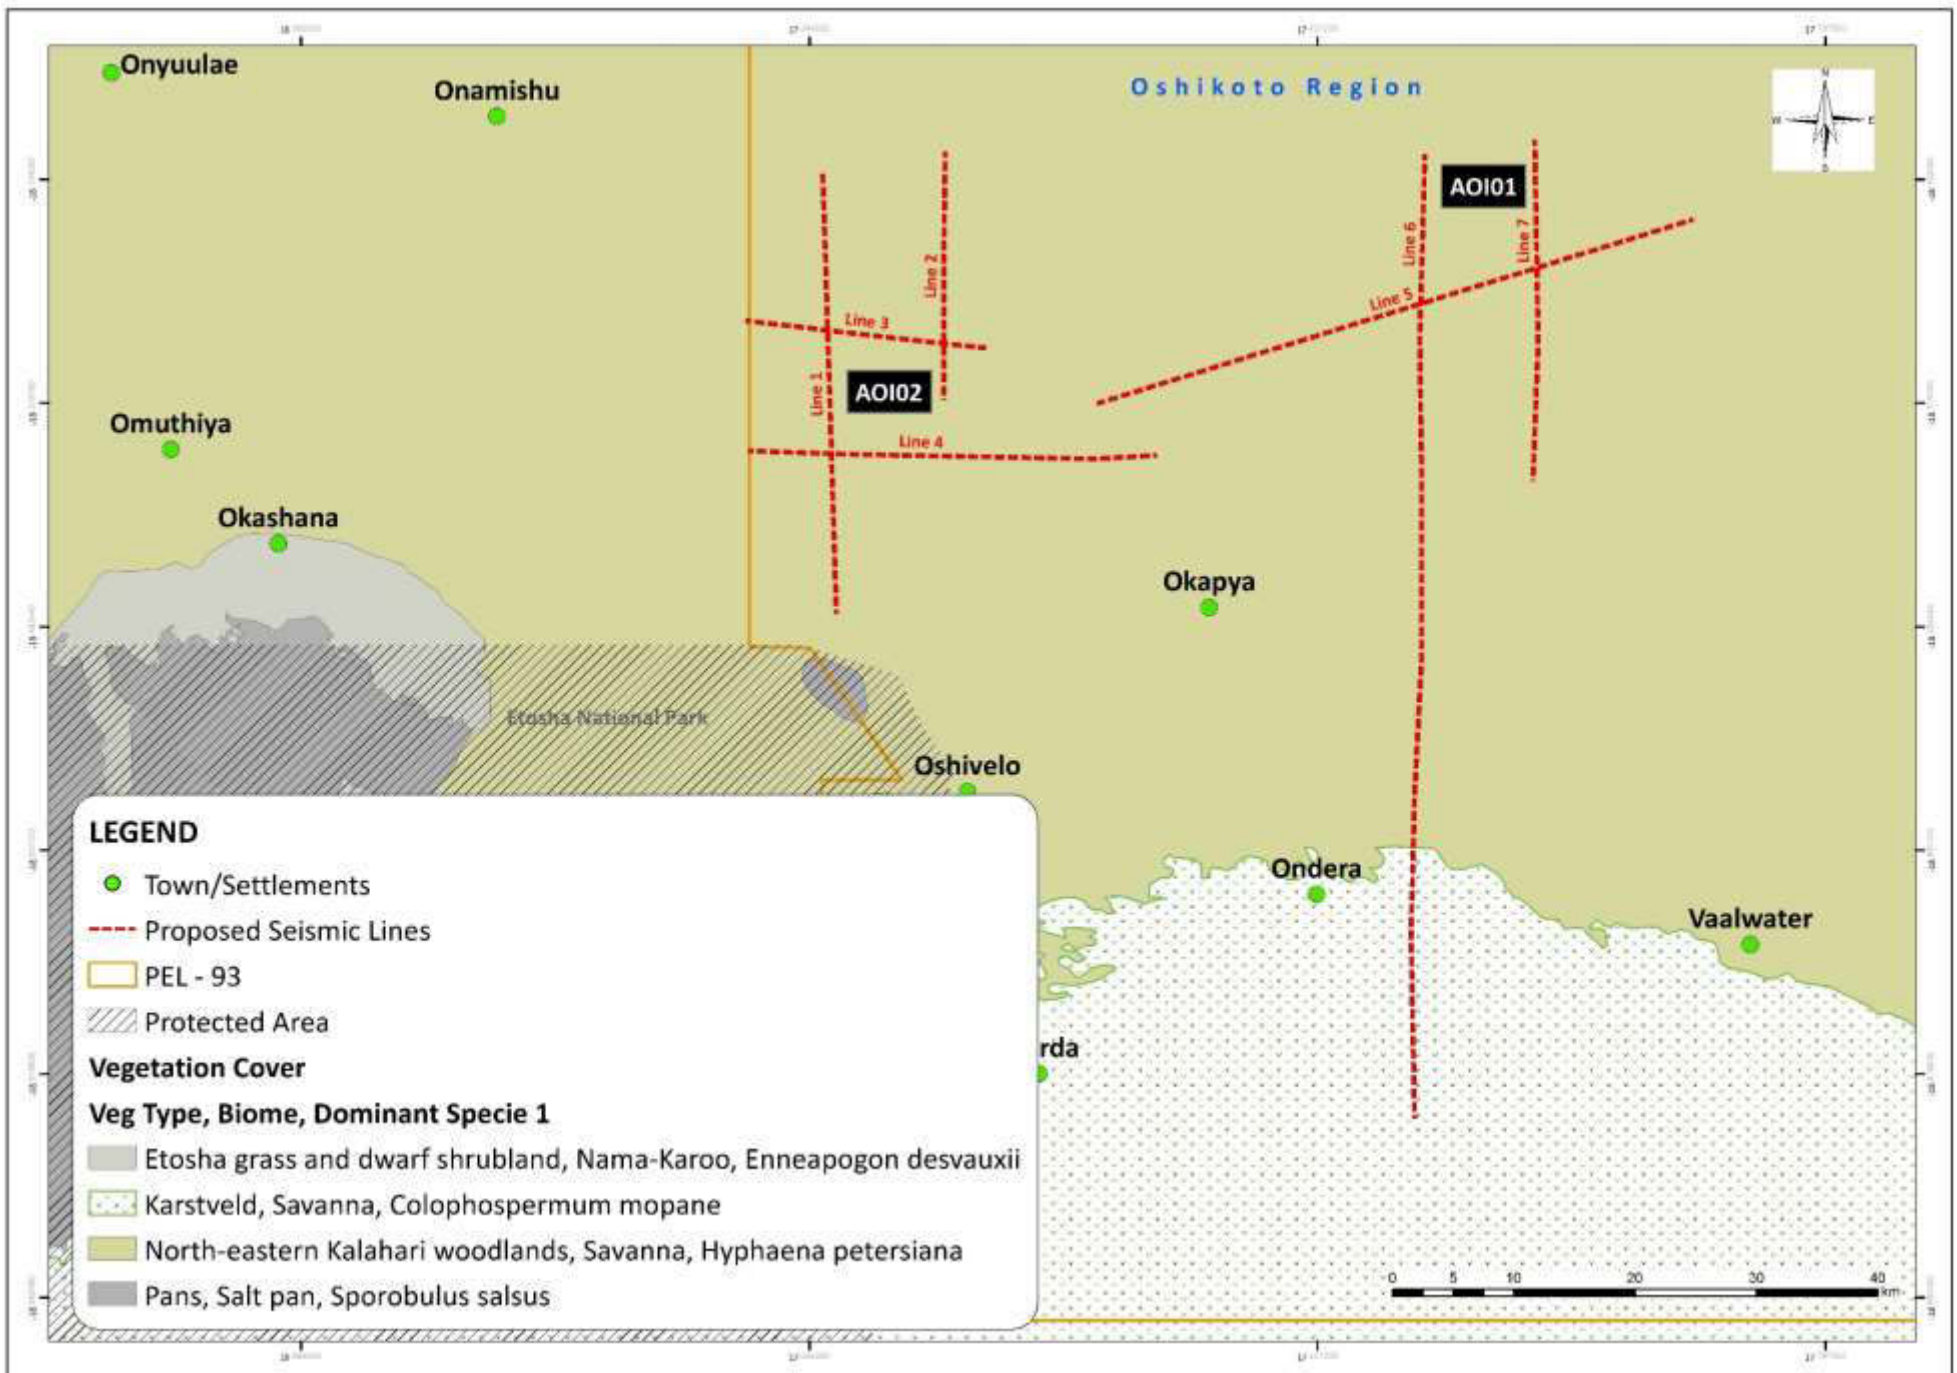 Onyuulae
Onamishu
Oshikoto Region
N
W E
S
AOI01
Line 6
Line 7
Line 2
Line 5
Line 3
Line 1
AOI02
Omuthiya
Line 4
Okashana
Okapya
Etosha National Park
Oshivelo
Ondera
Vaalwater
rda
LEGEND
Town/Settlements
Proposed Seismic Lines
PEL - 93
Protected Area
Vegetation Cover
Veg Type, Biome, Dominant Specie 1
Etosha grass and dwarf shrubland, Nama-Karoo, Enneapogon desvauxii
Karstveld, Savanna, Colophospermum mopane
North-eastern Kalahari woodlands, Savanna, Hyphaena petersiana
Pans, Salt pan, Sporobulus salsus
0 5 10 20 30 40
km